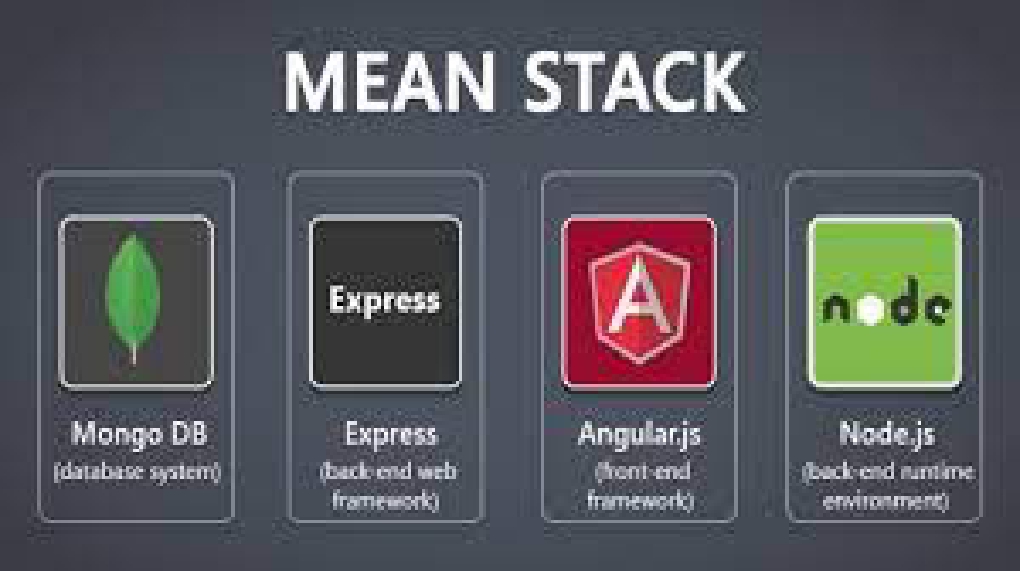 MEAN STACK
Express
node
Mongo DB
(database system)
Express
(back-end web
framework)
Angular.js
(front-end
framework)
Node.js
(back-end runtime
environment)